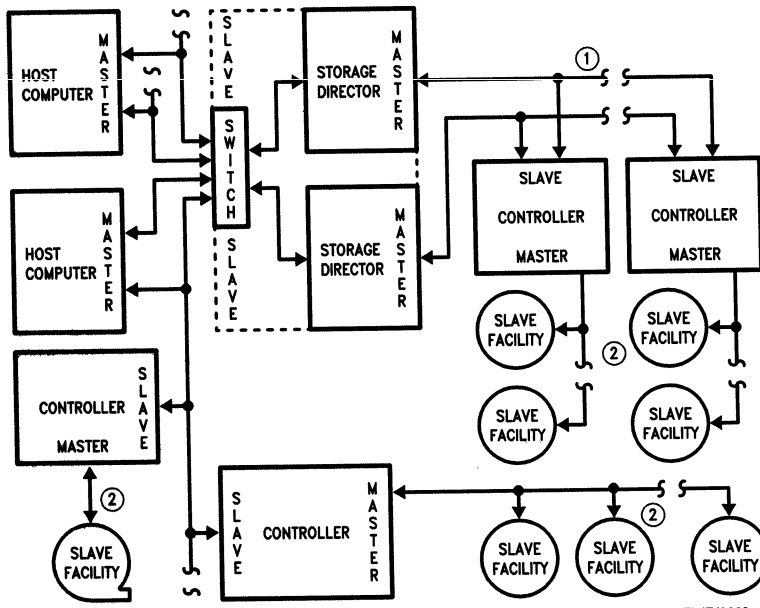 HOST
COMPUTER
MASTER
SLAVE
SWITCH
SLAVE
STORAGE
DIRECTOR
MASTER
1
HOST
COMPUTER
MASTER
STORAGE
DIRECTOR
MASTER
SLAVE
CONTROLLER
MASTER
SLAVE
CONTROLLER
MASTER
SLAVE
FACILITY
2
SLAVE
FACILITY
SLAVE
FACILITY
SLAVE
FACILITY
CONTROLLER
MASTER
SLAVE
2
SLAVE
FACILITY
SLAVE
CONTROLLER
MASTER
2
SLAVE
FACILITY
SLAVE
FACILITY
SLAVE
FACILITY